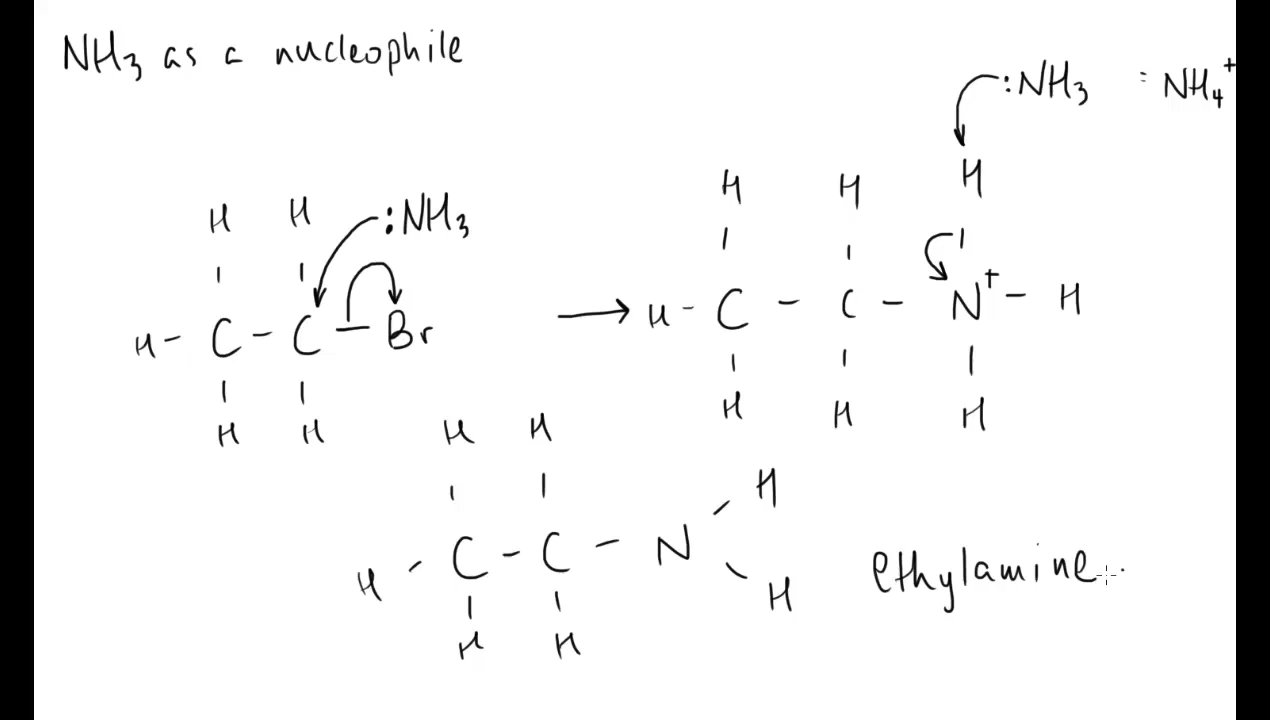 NH3 as a nucleophile
:NH3 : NH4+
H H :NH3 H H H
H - C - C - Br → H - C - C - N+ - H
H H H H H
H H H
H - C - C - N
H
H H
ethylamine.